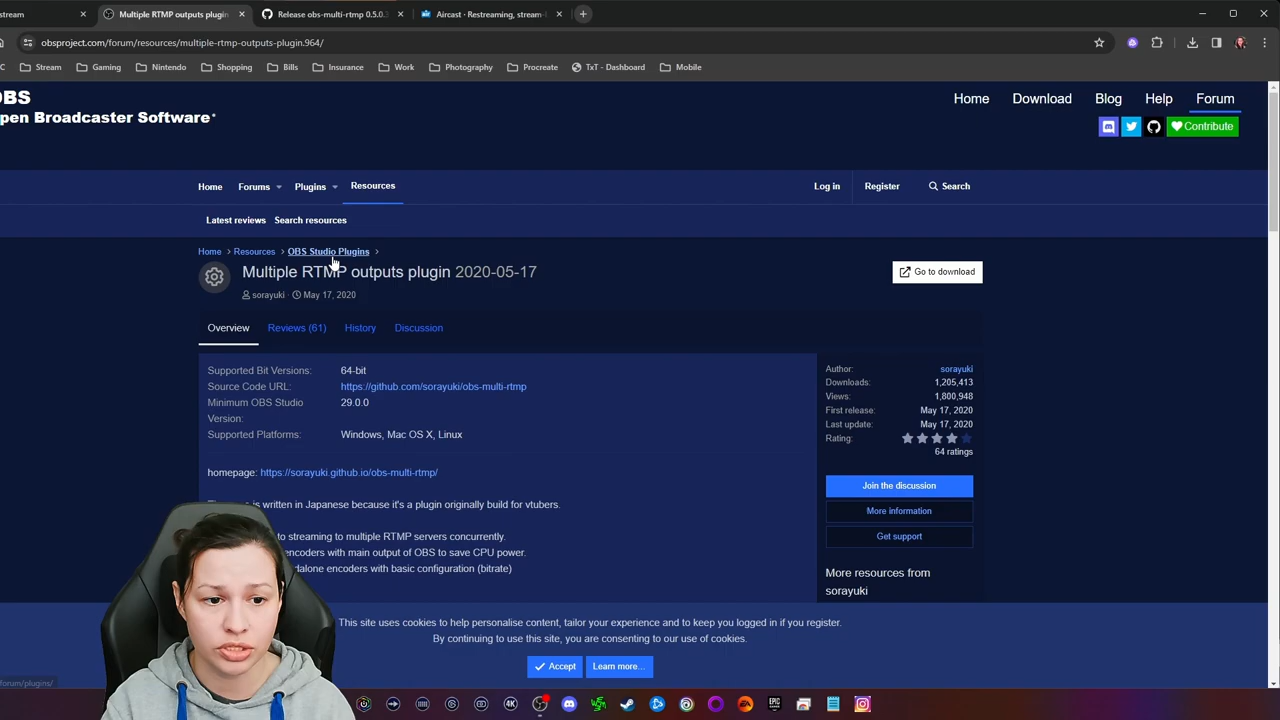 stream
Multiple RTMP outputs plugin
Release obs-multi-rtmp 0.5.0.
Aircast · Restreaming, stream-
obsproject.com/forum/resources/multiple-rtmp-outputs-plugin.964/
Stream Gaming Nintendo Shopping Bills Insurance Work Photography Procreate TxT - Dashboard Mobile
OBS
pen Broadcaster Software
Home Download Blog Help Forum
Contribute
Home Forums Plugins Resources Log in Register Search
Latest reviews Search resources
Home Resources OBS Studio Plugins
Multiple RTMP outputs plugin 2020-05-17
sorayuki · May 17, 2020
Go to download
Overview Reviews (61) History Discussion
Supported Bit Versions: 64-bit
Source Code URL: https://github.com/sorayuki/obs-multi-rtmp
Minimum OBS Studio Version: 29.0.0
Supported Platforms: Windows, Mac OS X, Linux
homepage: https://sorayuki.github.io/obs-multi-rtmp/
is written in Japanese because it's a plugin originally build for vtubers.
to streaming to multiple RTMP servers concurrently.
encoders with main output of OBS to save CPU power.
dalone encoders with basic configuration (bitrate)
Author: sorayuki
Downloads: 1,205,413
Views: 1,800,948
First release: May 17, 2020
Last update: May 17, 2020
Rating:
64 ratings
Join the discussion
More information
Get support
More resources from
sorayuki
This site uses cookies to help personalise content, tailor your experience and to keep you logged in if you register.
By continuing to use this site, you are consenting to our use of cookies.
Accept Learn more...
forum/plugins/
4K EA EPIC